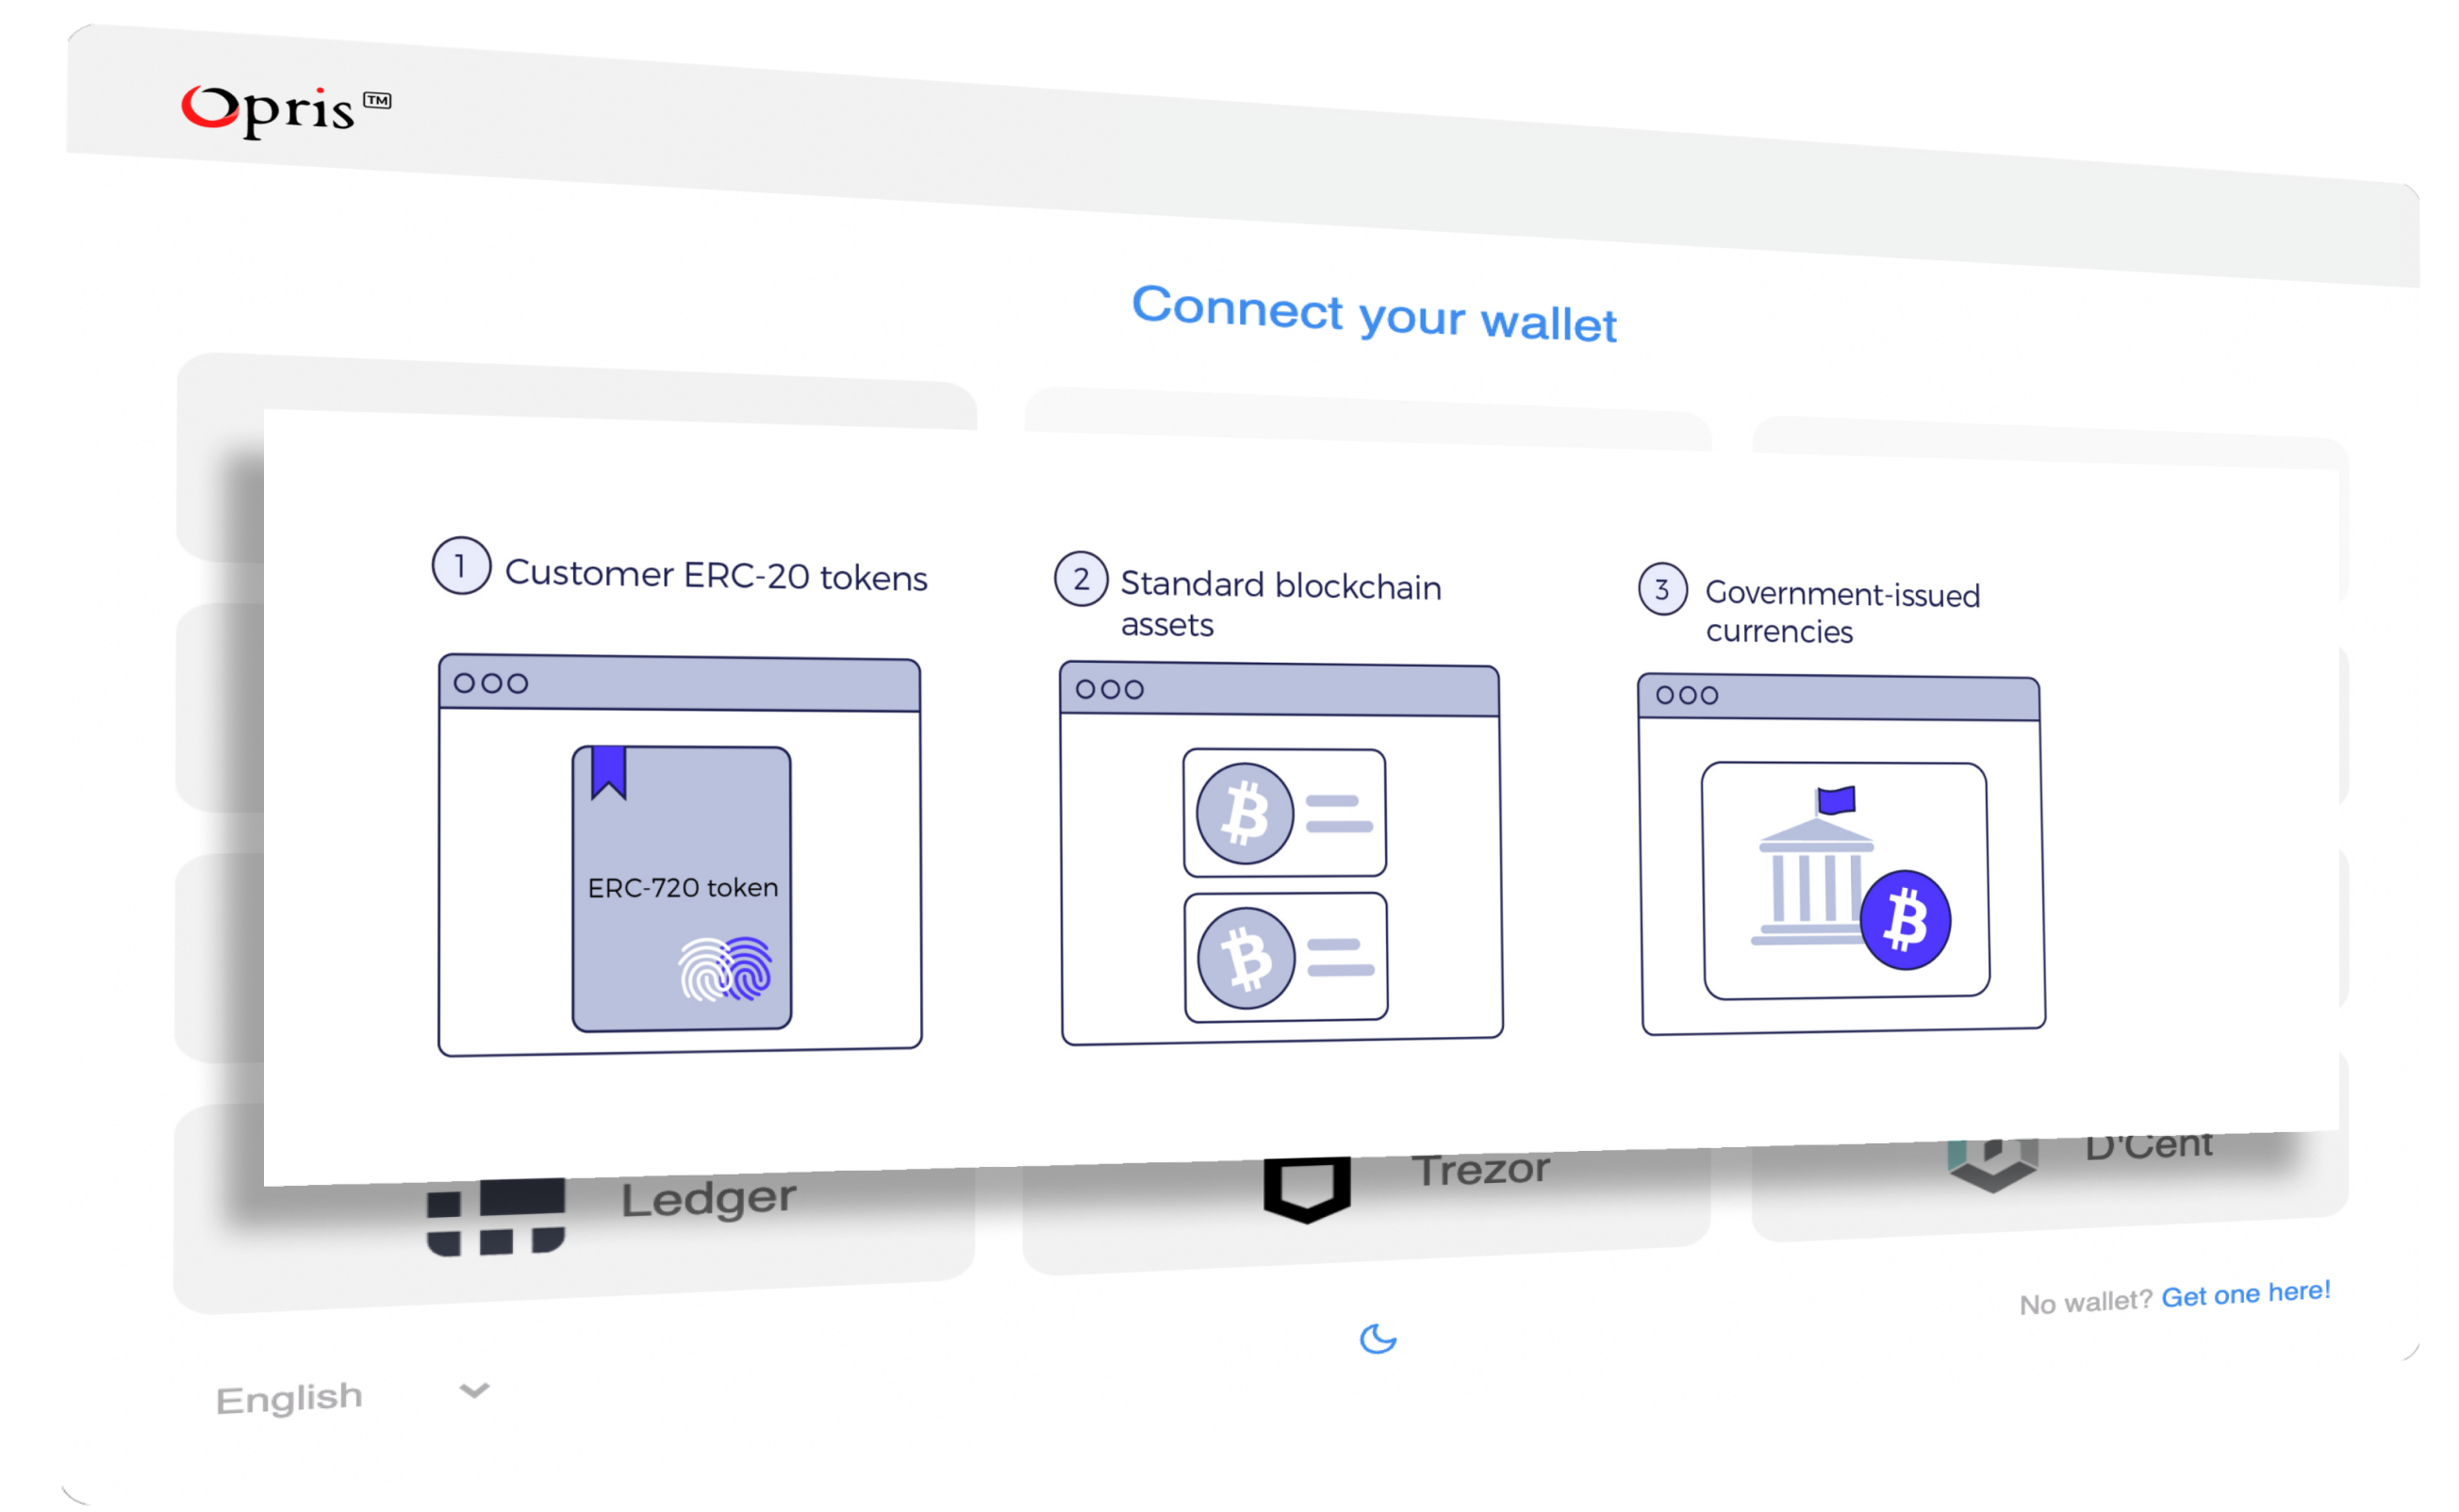 Opris™
Connect your wallet
1 Customer ERC-20 tokens
2 Standard blockchain
assets
3 Government-issued
currencies
ERC-720 token
Ledger
Trezor
D'Cent
No wallet? Get one here!
English